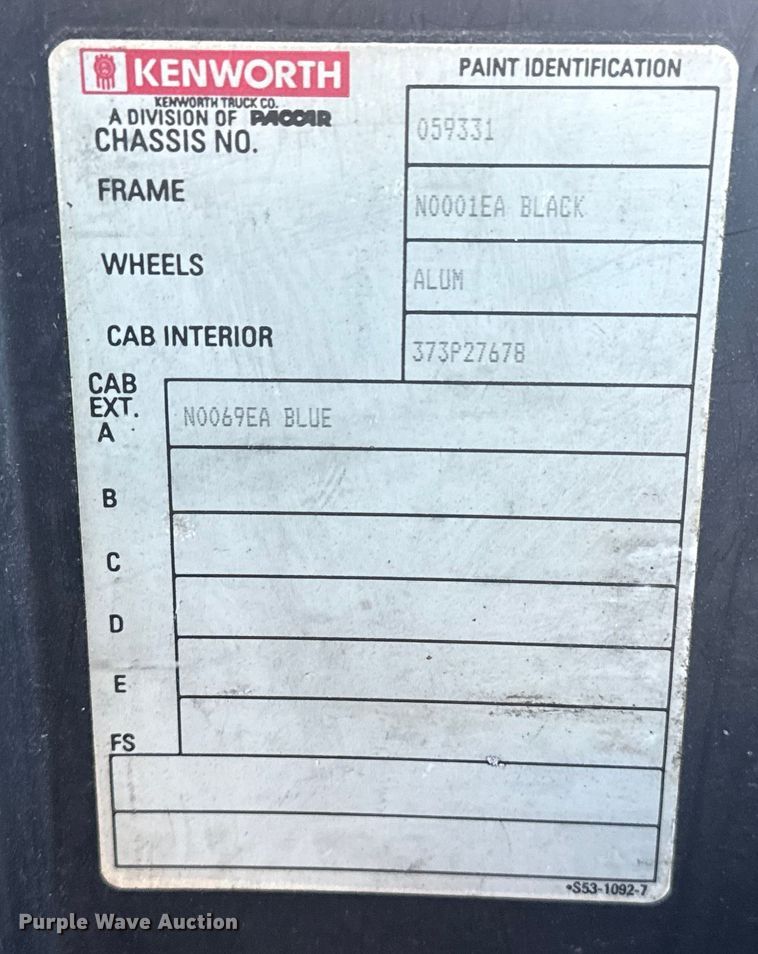 KENWORTH
PAINT IDENTIFICATION
KENWORTH TRUCK CO.
A DIVISION OF PACCAR
CHASSIS NO. 059331
FRAME N0001EA BLACK
WHEELS ALUM
CAB INTERIOR 373P27678
CAB
EXT.
A N0069EA BLUE
B
C
D
E
FS
•S53-1092-7
Purple Wave Auction